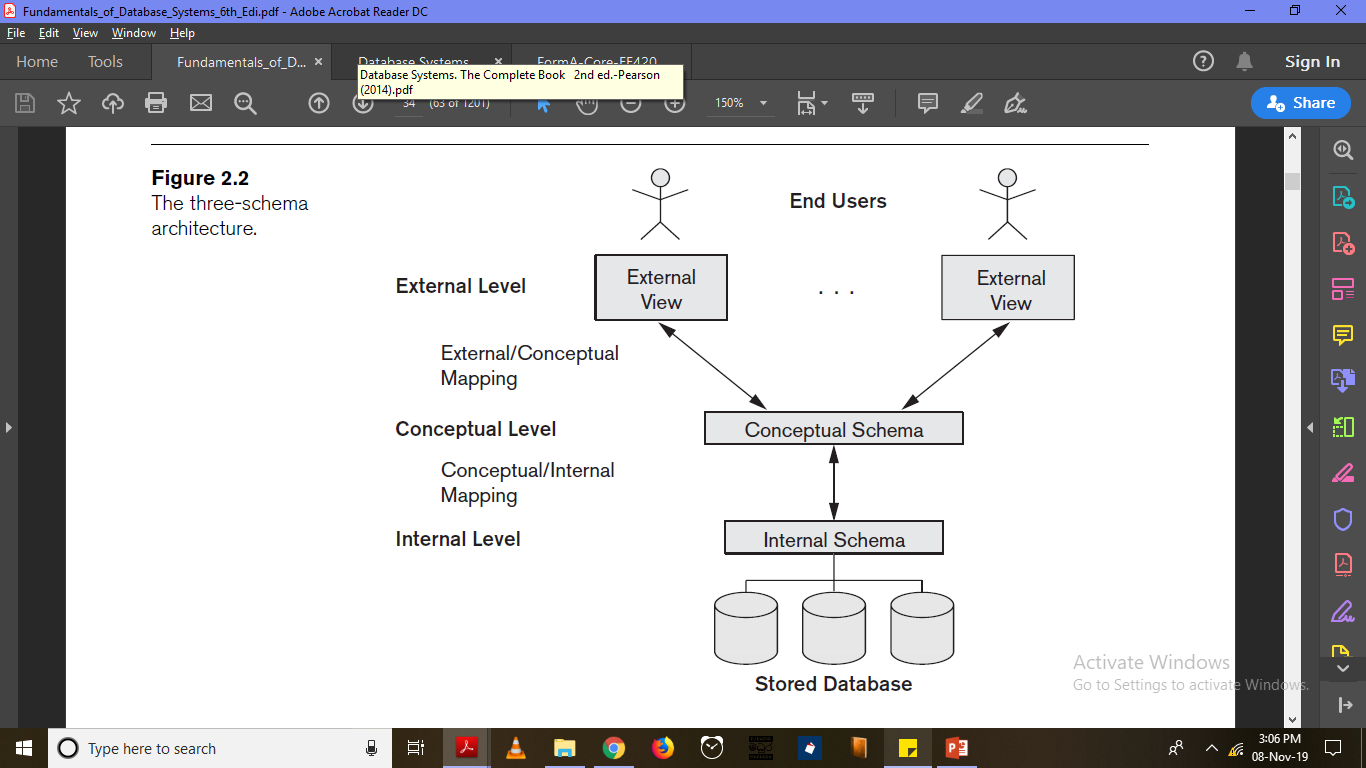 Fundamentals_of_Database_Systems_6th_Edi.pdf - Adobe Acrobat Reader DC
File Edit View Window Help
Home Tools Fundamentals_of_D... × Database Systems. × FormA-Core-EE420
Sign In
Database Systems. The Complete Book 2nd ed.-Pearson
(2014).pdf
34 (63 of 1201) 150% Share
Figure 2.2
The three-schema
architecture.
End Users
External Level
External
View
. . .
External
View
External/Conceptual
Mapping
Conceptual Level
Conceptual Schema
Conceptual/Internal
Mapping
Internal Level
Internal Schema
Stored Database
Activate Windows
Go to Settings to activate Windows.
Type here to search
3:06 PM
08-Nov-19